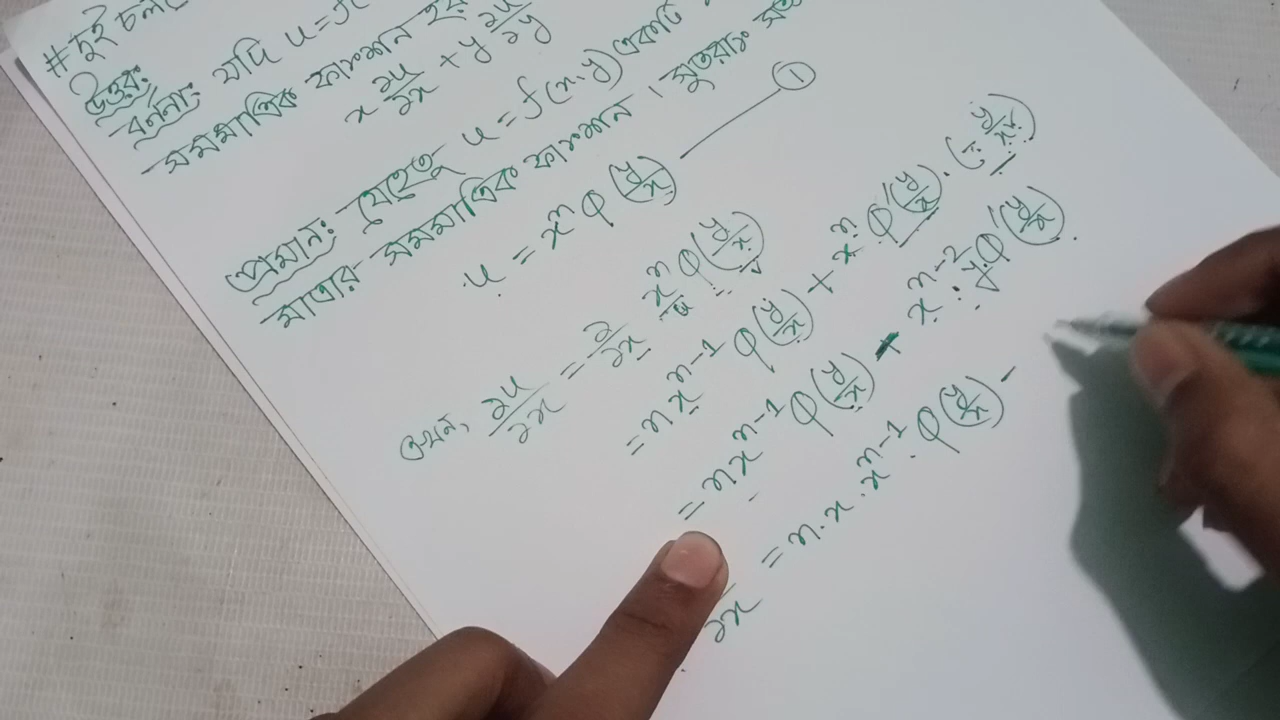 # দুই চলক
উত্তর:
বর্ণনা: যদি u = f(
সমমাত্রিক ফাংশন হয়
x ∂u/∂x + y ∂u/∂y
প্রমান: যেহেতু u = f(x, y) একটি
মাত্রার সমমাত্রিক ফাংশন। সুতরাং
u = xⁿ φ(y/x) — ①
এখন, ∂u/∂x = ∂/∂x xⁿ φ(y/x)
= n xⁿ⁻¹ φ(y/x) + xⁿ φ′(y/x) · (- y/x²)
= n xⁿ⁻¹ φ(y/x) - xⁿ⁻² · y φ′(y/x)
∂x = n · x · xⁿ⁻¹ · φ(y/x) -